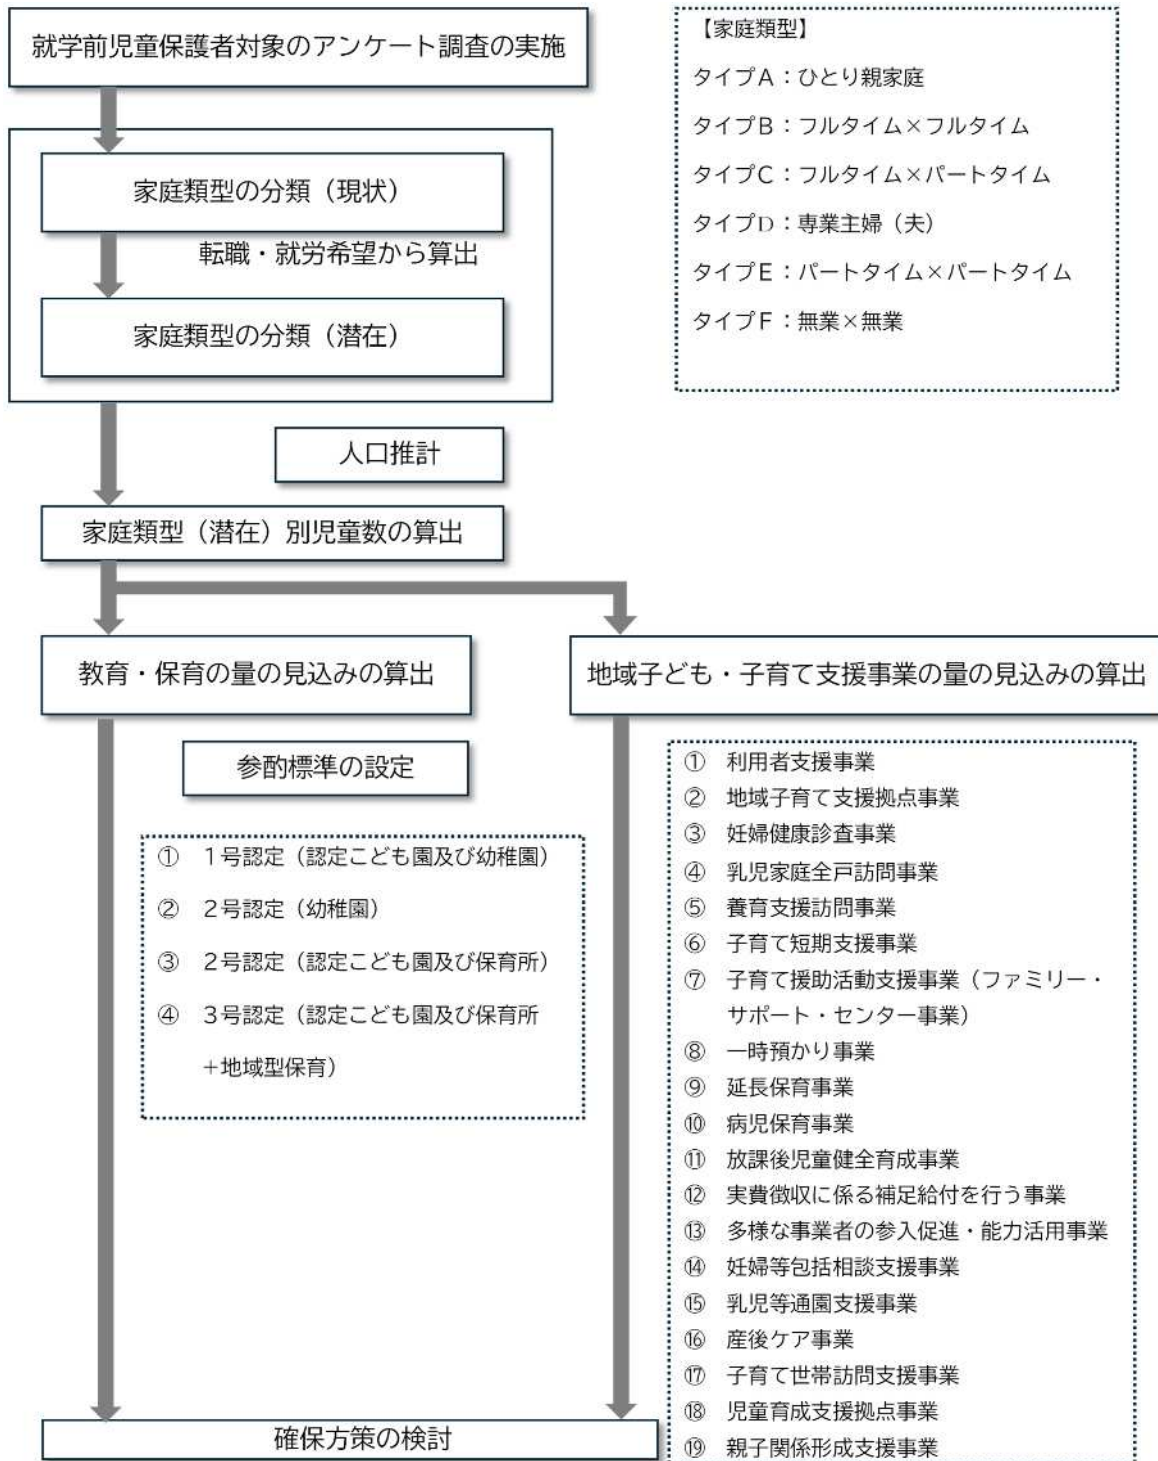 就学前児童保護者対象のアンケート調査の実施
家庭類型の分類（現状）
転職・就労希望から算出
家庭類型の分類（潜在）
【家庭類型】
タイプA：ひとり親家庭
タイプB：フルタイム×フルタイム
タイプC：フルタイム×パートタイム
タイプD：専業主婦（夫）
タイプE：パートタイム×パートタイム
タイプF：無業×無業
人口推計
家庭類型（潜在）別児童数の算出
教育・保育の量の見込みの算出
参酌標準の設定
① 1号認定（認定こども園及び幼稚園）
② 2号認定（幼稚園）
③ 2号認定（認定こども園及び保育所）
④ 3号認定（認定こども園及び保育所
＋地域型保育）
地域子ども・子育て支援事業の量の見込みの算出
① 利用者支援事業
② 地域子育て支援拠点事業
③ 妊婦健康診査事業
④ 乳児家庭全戸訪問事業
⑤ 養育支援訪問事業
⑥ 子育て短期支援事業
⑦ 子育て援助活動支援事業（ファミリー・
サポート・センター事業）
⑧ 一時預かり事業
⑨ 延長保育事業
⑩ 病児保育事業
⑪ 放課後児童健全育成事業
⑫ 実費徴収に係る補足給付を行う事業
⑬ 多様な事業者の参入促進・能力活用事業
⑭ 妊婦等包括相談支援事業
⑮ 乳児等通園支援事業
⑯ 産後ケア事業
⑰ 子育て世帯訪問支援事業
⑱ 児童育成支援拠点事業
⑲ 親子関係形成支援事業
確保方策の検討